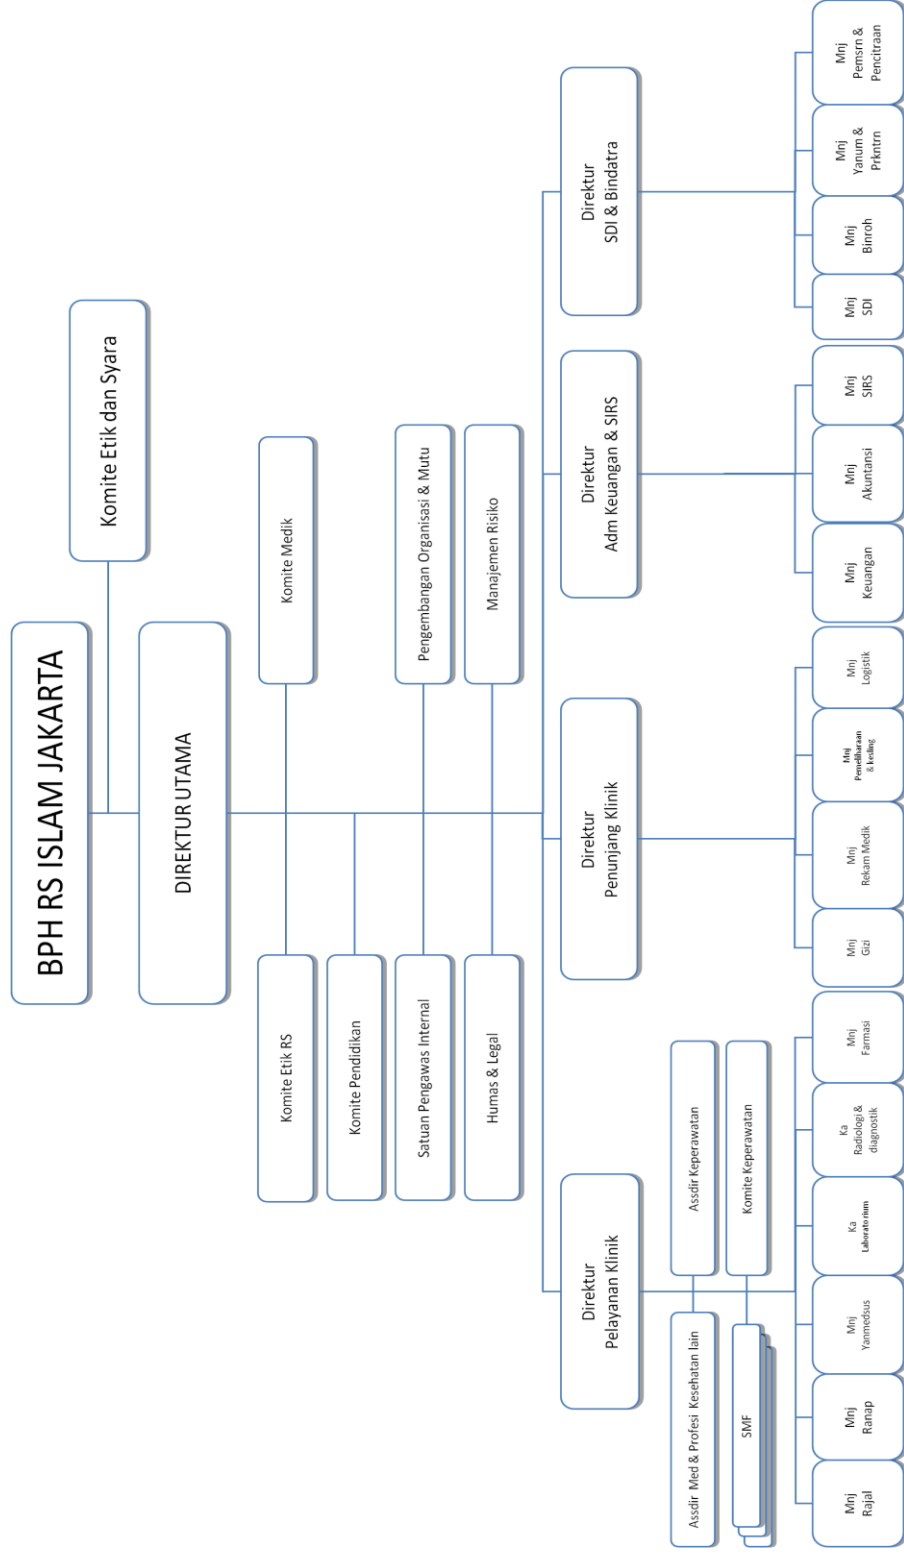 BPH RS ISLAM JAKARTA
Komite Etik dan Syara
DIREKTUR UTAMA
Komite Etik RS
Komite Medik
Komite Pendidikan
Satuan Pengawas Internal
Pengembangan Organisasi & Mutu
Humas & Legal
Manajemen Risiko
Direktur
Pelayanan Klinik
Direktur
Penunjang Klinik
Direktur
Adm Keuangan & SIRS
Direktur
SDI & Bindatra
Assdir Med & Profesi Kesehatan lain
Assdir Keperawatan
SMF
Komite Keperawatan
Mnj
Rajal
Mnj
Ranap
Mnj
Yanmedsus
Ka
Laboratorium
Ka
Radiologi &
diagnostik
Mnj
Farmasi
Mnj
Gizi
Mnj
Rekam Medik
Mnj
Pemeliharaan
& kesling
Mnj
Logistik
Mnj
Keuangan
Mnj
Akuntansi
Mnj
SIRS
Mnj
SDI
Mnj
Binroh
Mnj
Yanum &
Prkntrn
Mnj
Pemsrn &
Pencitraan